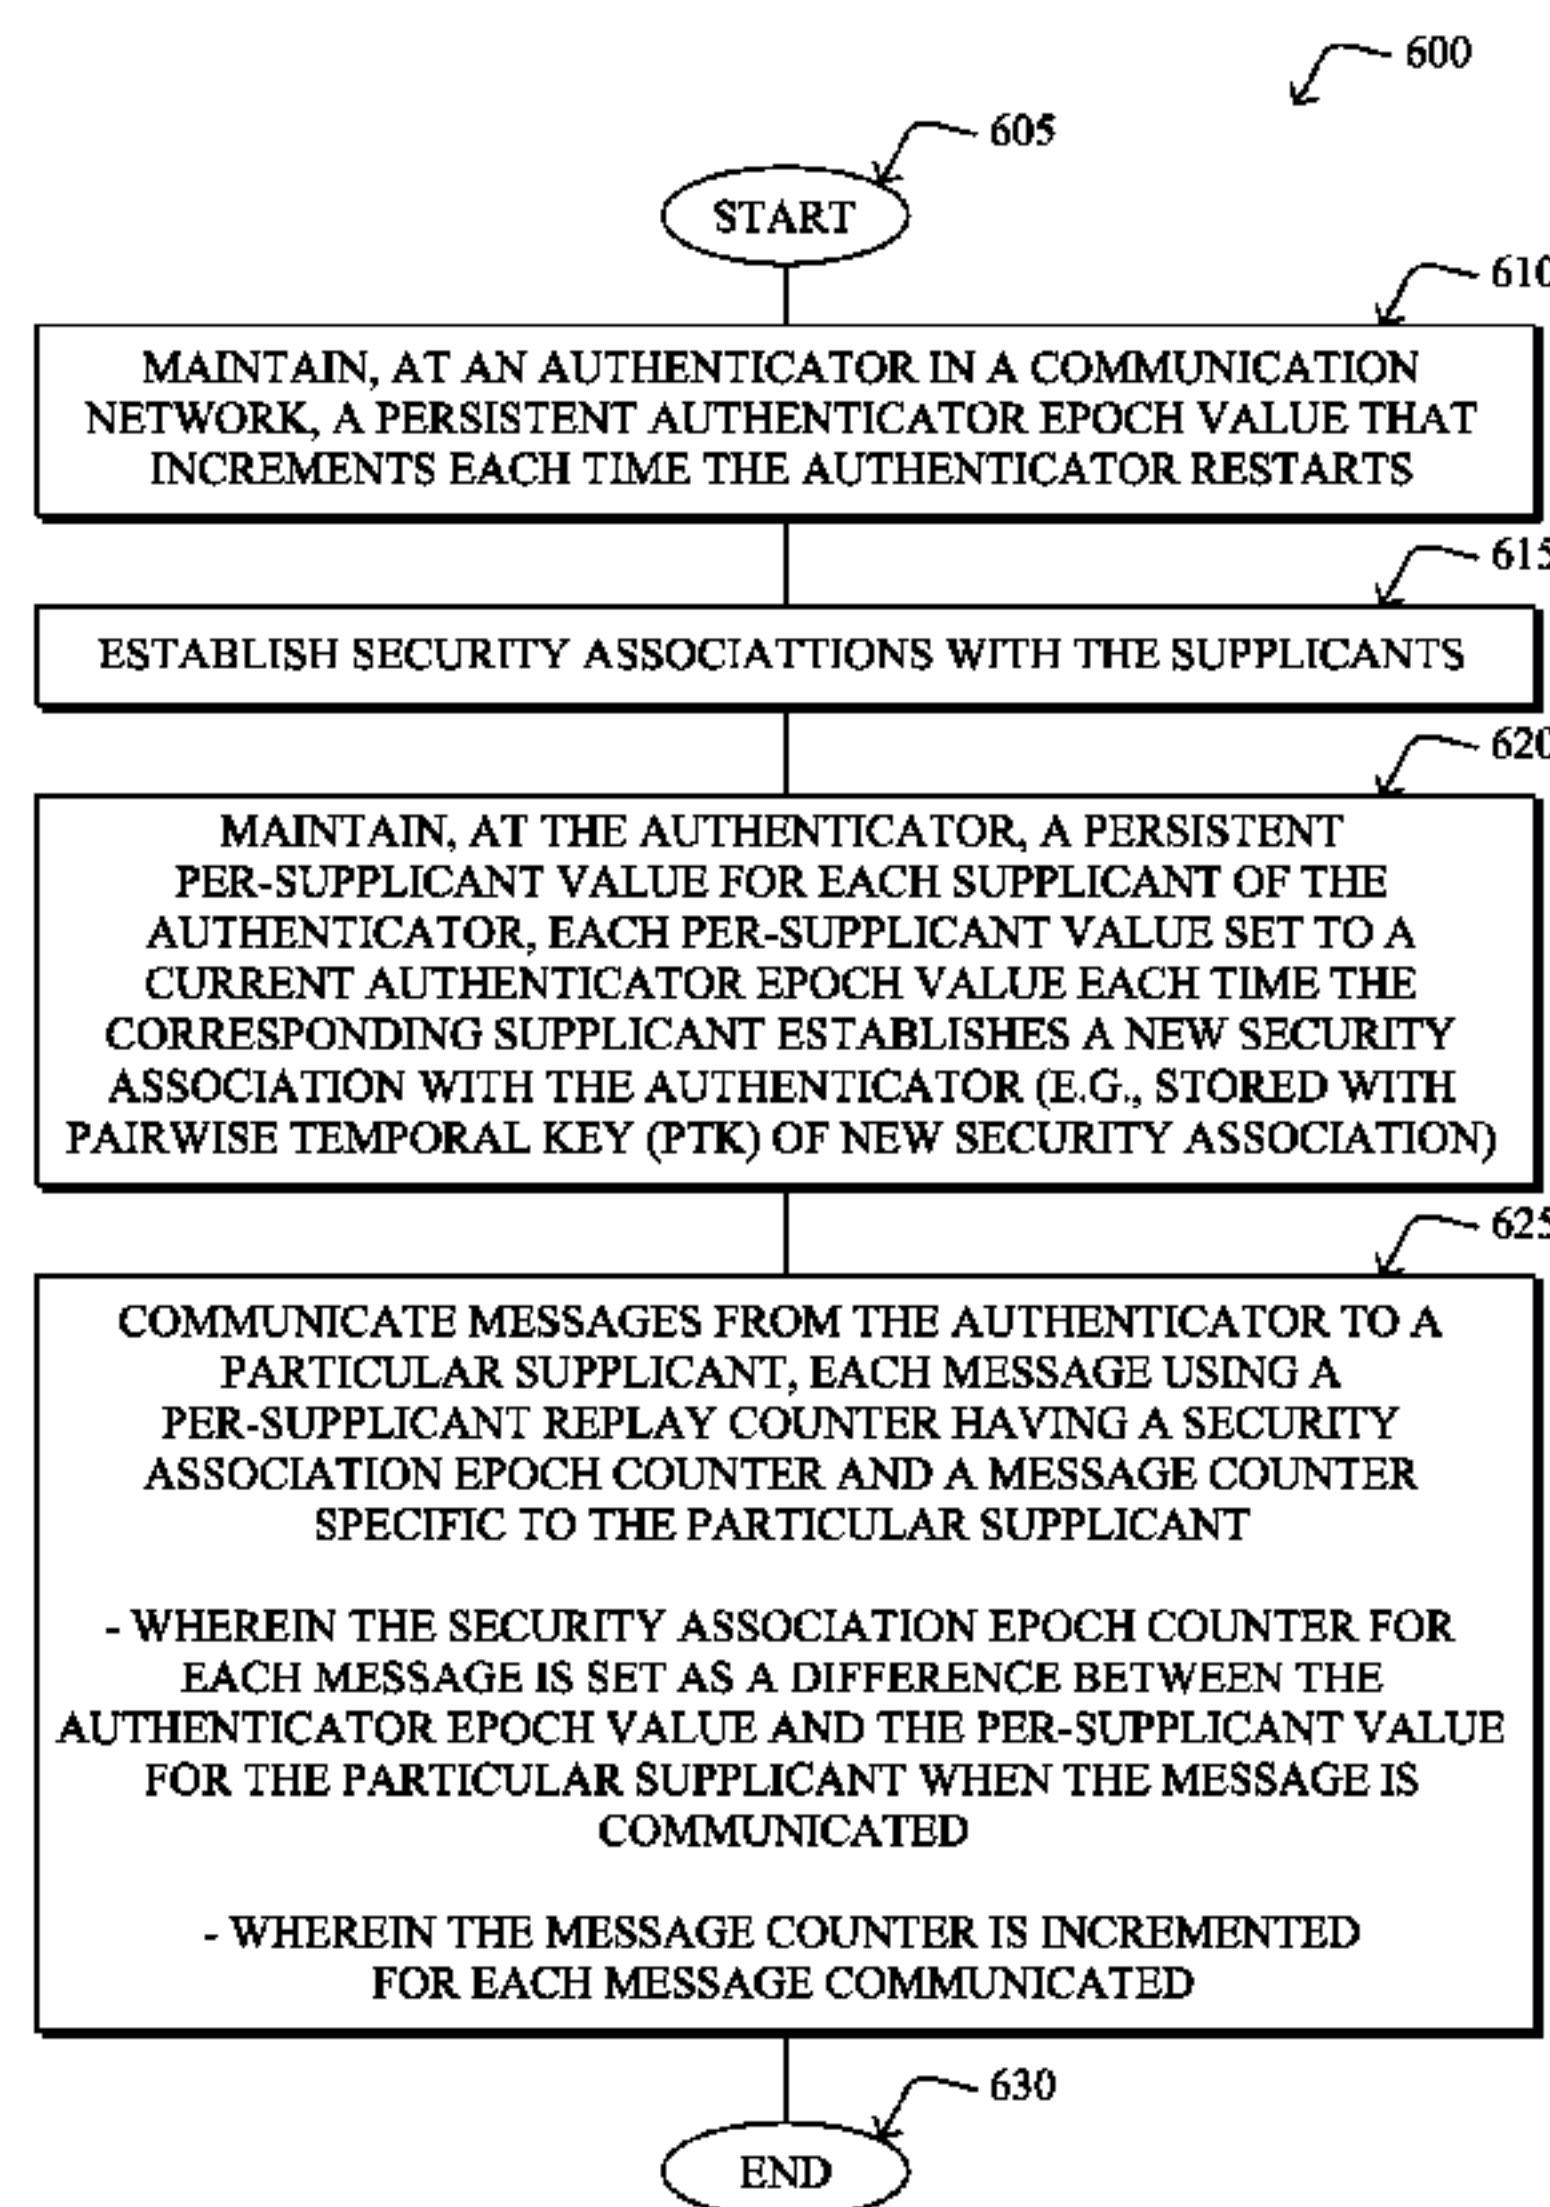 600
605
START
610
MAINTAIN, AT AN AUTHENTICATOR IN A COMMUNICATION
NETWORK, A PERSISTENT AUTHENTICATOR EPOCH VALUE THAT
INCREMENTS EACH TIME THE AUTHENTICATOR RESTARTS
615
ESTABLISH SECURITY ASSOCIATTIONS WITH THE SUPPLICANTS
620
MAINTAIN, AT THE AUTHENTICATOR, A PERSISTENT
PER-SUPPLICANT VALUE FOR EACH SUPPLICANT OF THE
AUTHENTICATOR, EACH PER-SUPPLICANT VALUE SET TO A
CURRENT AUTHENTICATOR EPOCH VALUE EACH TIME THE
CORRESPONDING SUPPLICANT ESTABLISHES A NEW SECURITY
ASSOCIATION WITH THE AUTHENTICATOR (E.G., STORED WITH
PAIRWISE TEMPORAL KEY (PTK) OF NEW SECURITY ASSOCIATION)
625
COMMUNICATE MESSAGES FROM THE AUTHENTICATOR TO A
PARTICULAR SUPPLICANT, EACH MESSAGE USING A
PER-SUPPLICANT REPLAY COUNTER HAVING A SECURITY
ASSOCIATION EPOCH COUNTER AND A MESSAGE COUNTER
SPECIFIC TO THE PARTICULAR SUPPLICANT
- WHEREIN THE SECURITY ASSOCIATION EPOCH COUNTER FOR
EACH MESSAGE IS SET AS A DIFFERENCE BETWEEN THE
AUTHENTICATOR EPOCH VALUE AND THE PER-SUPPLICANT VALUE
FOR THE PARTICULAR SUPPLICANT WHEN THE MESSAGE IS
COMMUNICATED
- WHEREIN THE MESSAGE COUNTER IS INCREMENTED
FOR EACH MESSAGE COMMUNICATED
630
END